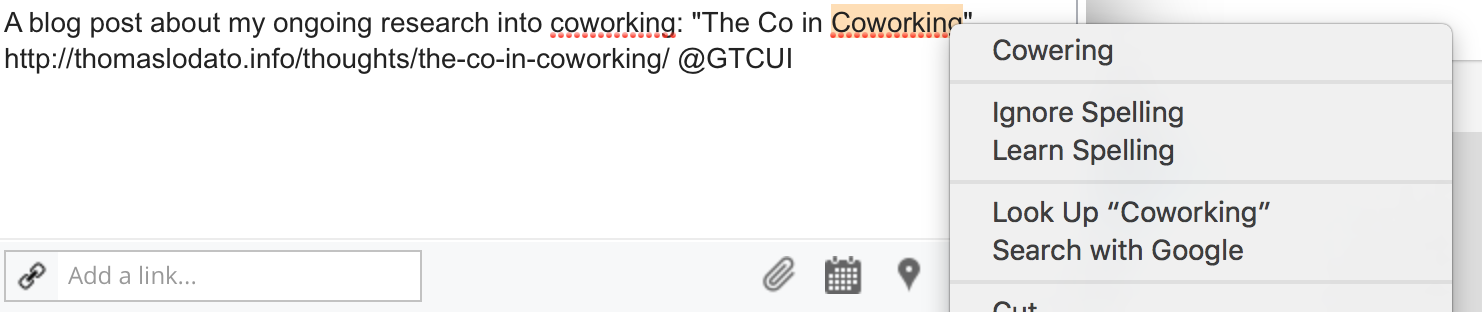 A blog post about my ongoing research into coworking: "The Co in Coworking"
http://thomaslodato.info/thoughts/the-co-in-coworking/ @GTCUI
Cowering
Ignore Spelling
Learn Spelling
Look Up “Coworking”
Search with Google
Cut
Add a link...